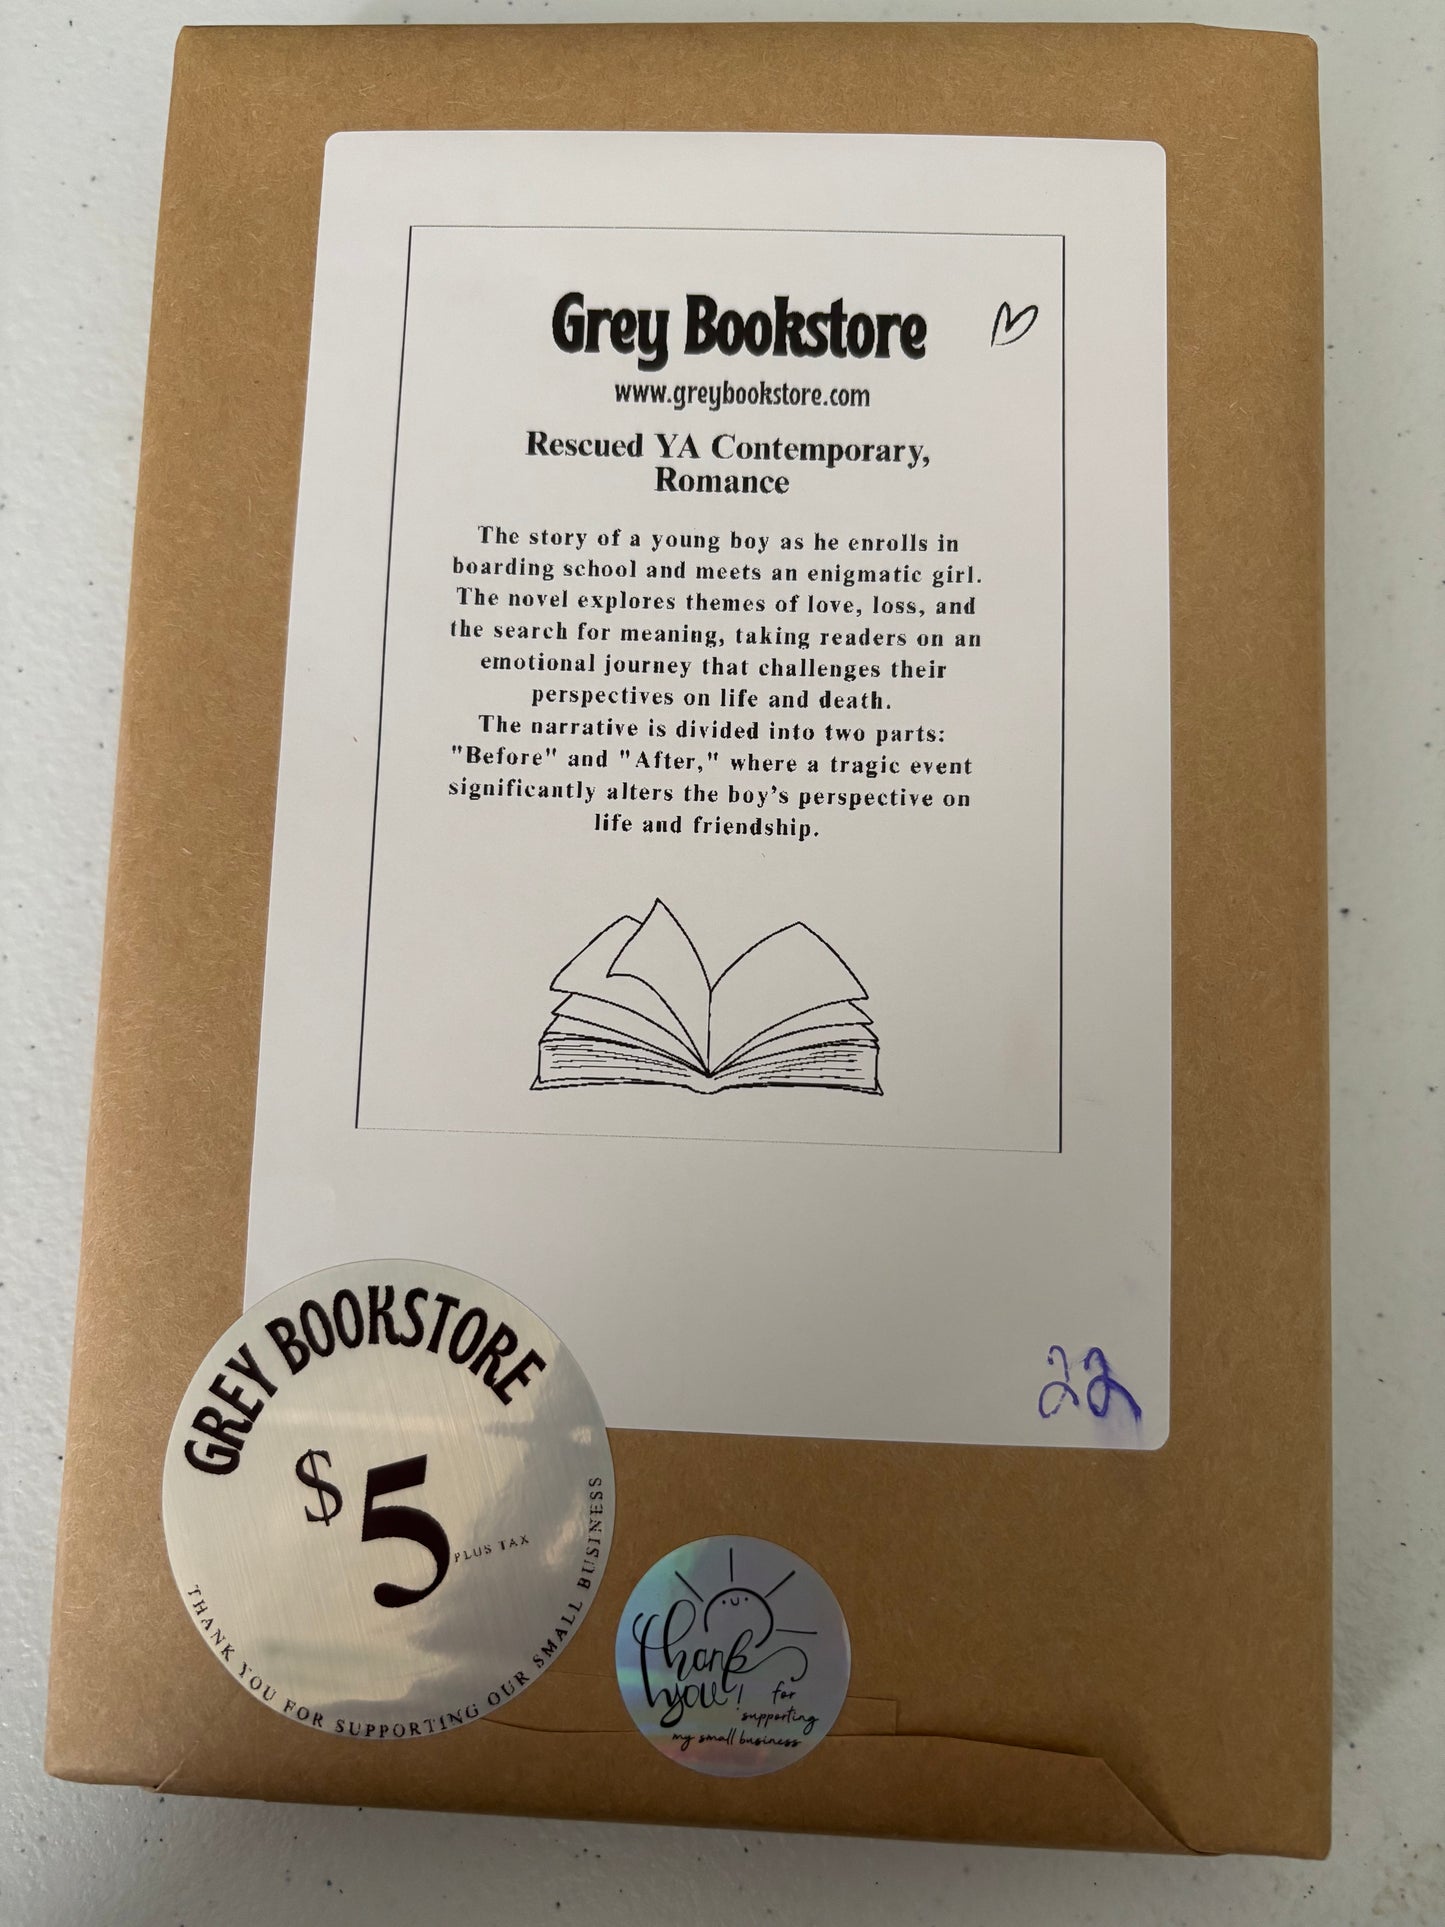 Grey Bookstore
www.greybookstore.com
Rescued YA Contemporary,
Romance
The story of a young boy as he enrolls in
boarding school and meets an enigmatic girl.
The novel explores themes of love, loss, and
the search for meaning, taking readers on an
emotional journey that challenges their
perspectives on life and death.
The narrative is divided into two parts:
"Before" and "After," where a tragic event
significantly alters the boy’s perspective on
life and friendship.
22
GREY BOOKSTORE
$5
PLUS TAX
THANK YOU FOR SUPPORTING OUR SMALL BUSINESS
thank
you! for
supporting
my small business